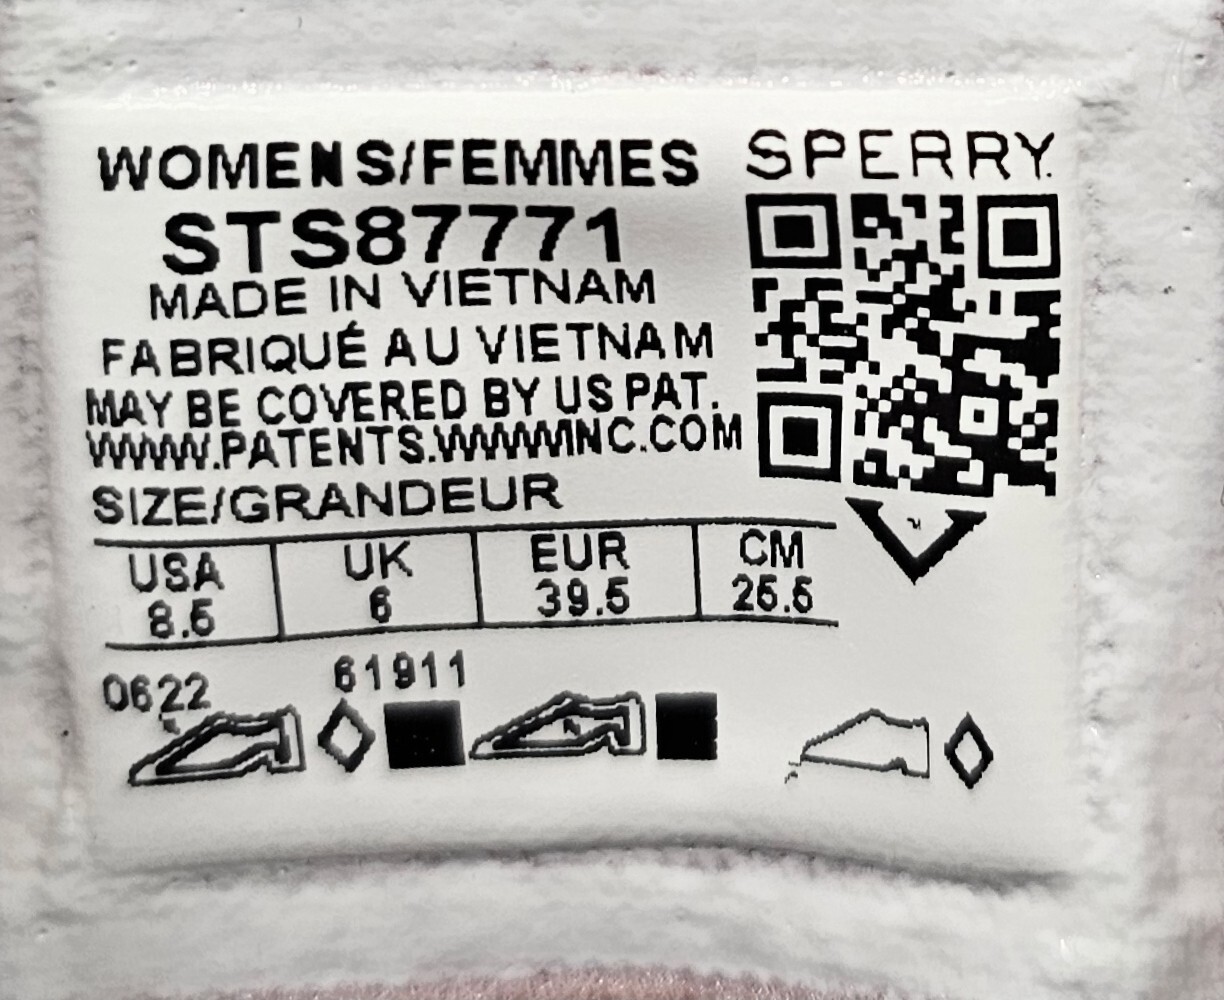 WOMENS/FEMMES
STS87771
MADE IN VIETNAM
FABRIQUÉ AU VIETNAM
MAY BE COVERED BY US PAT.
WWW.PATENTS.WWWINC.COM
SIZE/GRANDEUR
USA UK EUR CM
8.5 6 39.5 25.5
0622 61911
SPERRY.